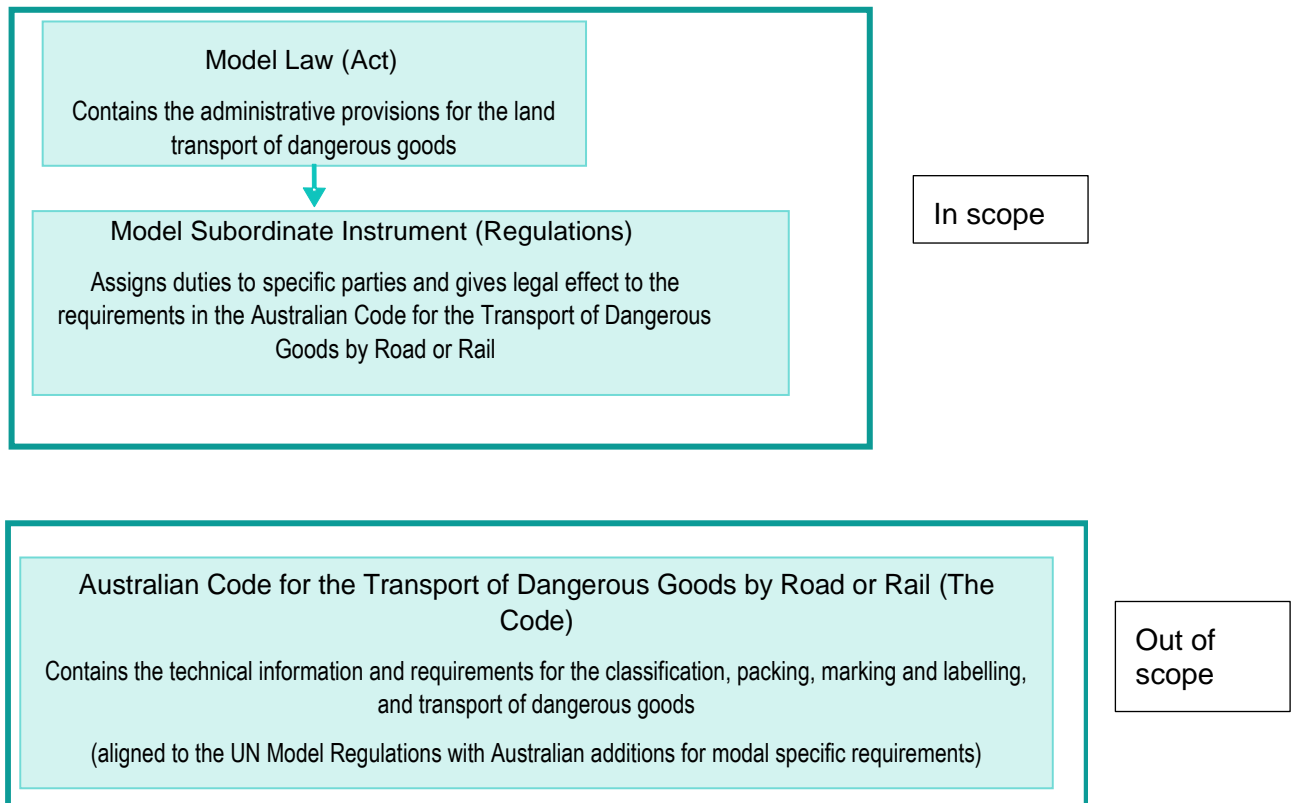 Model Law (Act)
Contains the administrative provisions for the land
transport of dangerous goods
Model Subordinate Instrument (Regulations)
Assigns duties to specific parties and gives legal effect to the
requirements in the Australian Code for the Transport of Dangerous
Goods by Road or Rail
In scope
Australian Code for the Transport of Dangerous Goods by Road or Rail (The
Code)
Contains the technical information and requirements for the classification, packing, marking and labelling,
and transport of dangerous goods
(aligned to the UN Model Regulations with Australian additions for modal specific requirements)
Out of
scope